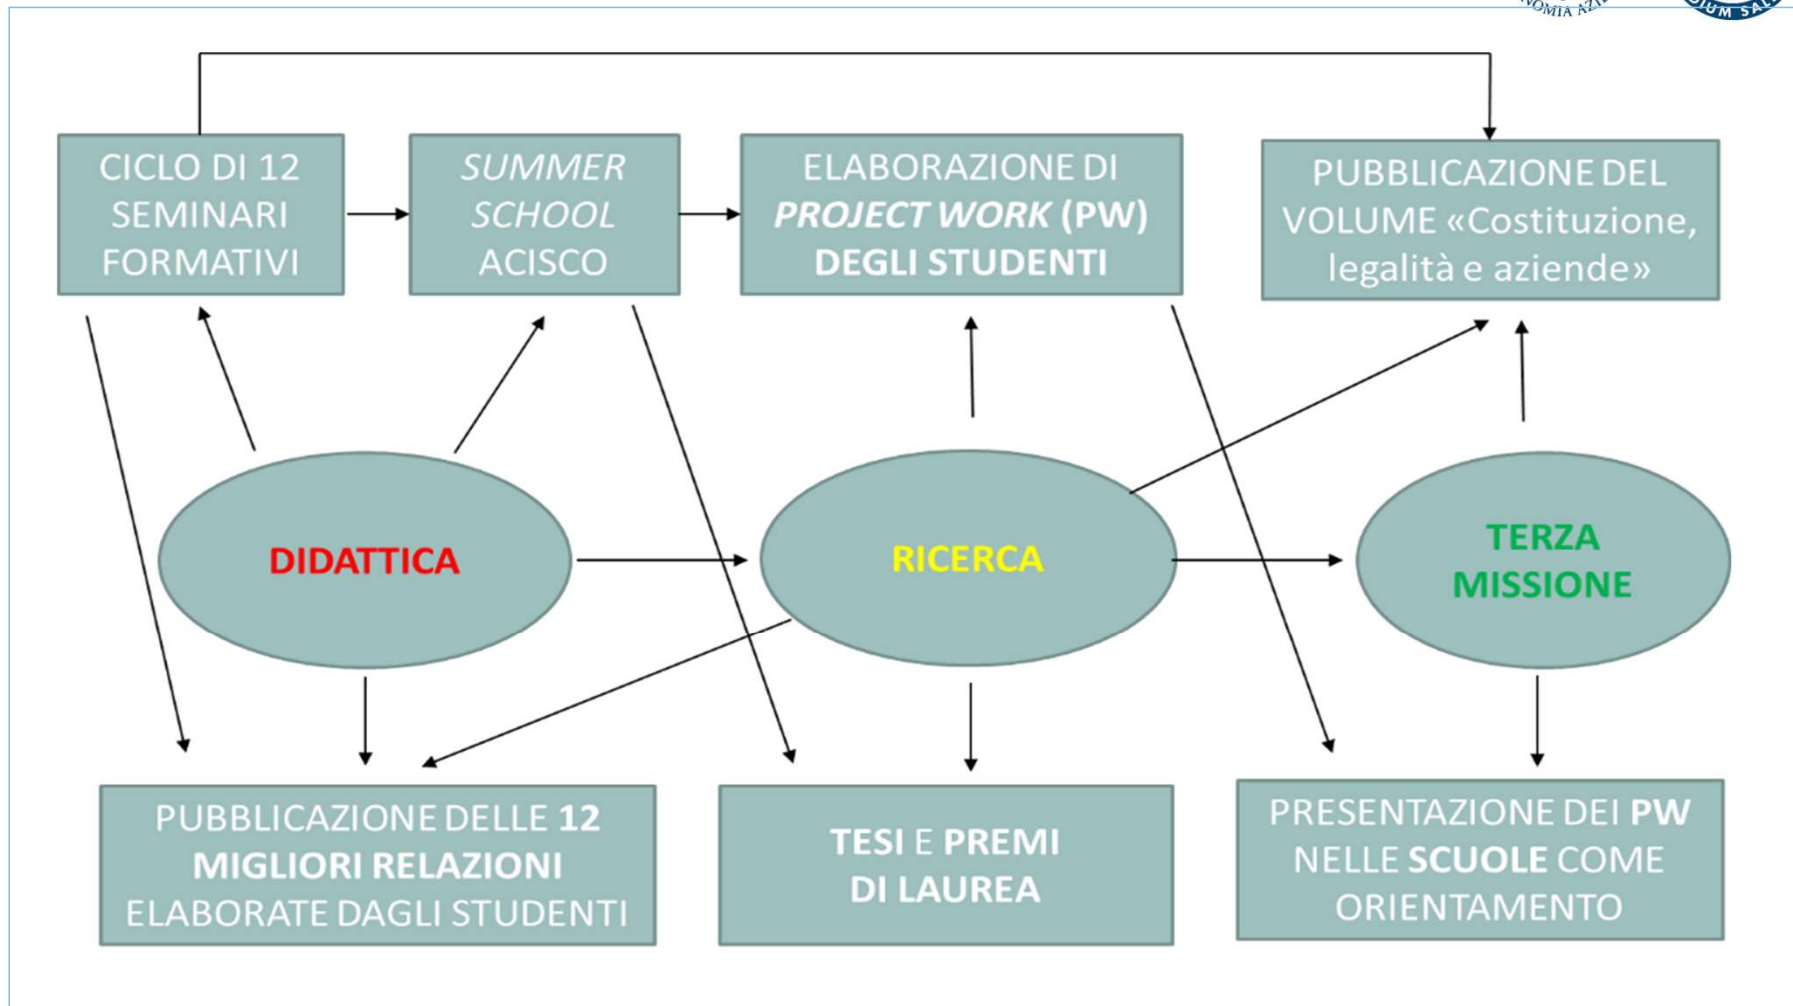 CICLO DI 12
SEMINARI
FORMATIVI
SUMMER
SCHOOL
ACISCO
ELABORAZIONE DI
PROJECT WORK (PW)
DEGLI STUDENTI
PUBBLICAZIONE DEL
VOLUME «Costituzione,
legalità e aziende»
DIDATTICA
RICERCA
TERZA
MISSIONE
PUBBLICAZIONE DELLE 12
MIGLIORI RELAZIONI
ELABORATE DAGLI STUDENTI
TESI E PREMI
DI LAUREA
PRESENTAZIONE DEI PW
NELLE SCUOLE COME
ORIENTAMENTO